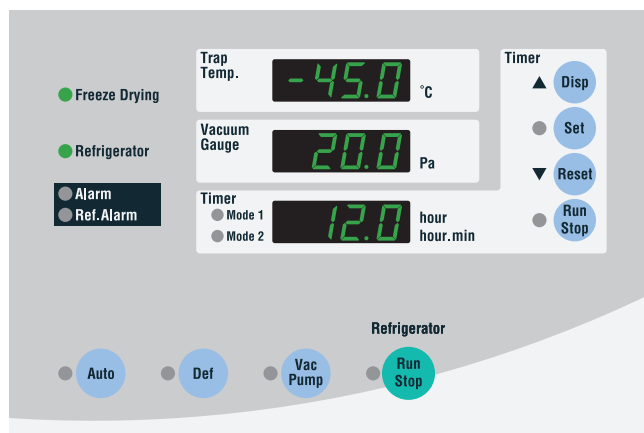 Trap
Temp.
-45.0 °C
Timer
▲ Disp
Freeze Drying
Vacuum
Gauge
20.0 Pa
Set
Refrigerator
▼ Reset
Alarm
Ref.Alarm
Timer
Mode 1
Mode 2
12.0
hour
hour.min
Run
Stop
Refrigerator
Auto
Def
Vac
Pump
Run
Stop